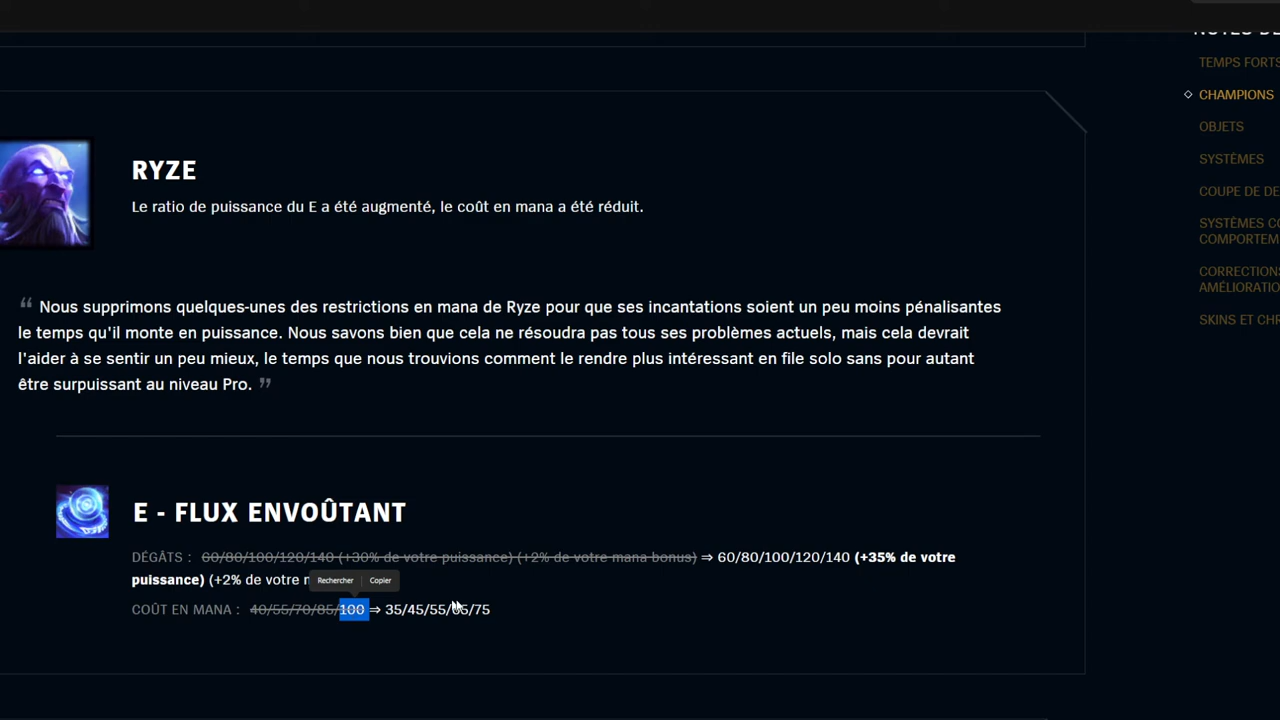 NOTES DE
TEMPS FORTS
CHAMPIONS
OBJETS
SYSTÈMES
COUPE DE DE
SYSTÈMES CO
COMPORTEM
CORRECTIONS
AMÉLIORATIO
SKINS ET CHR
RYZE
Le ratio de puissance du E a été augmenté, le coût en mana a été réduit.
“ Nous supprimons quelques-unes des restrictions en mana de Ryze pour que ses incantations soient un peu moins pénalisantes
le temps qu'il monte en puissance. Nous savons bien que cela ne résoudra pas tous ses problèmes actuels, mais cela devrait
l'aider à se sentir un peu mieux, le temps que nous trouvions comment le rendre plus intéressant en file solo sans pour autant
être surpuissant au niveau Pro. ”
E - FLUX ENVOÛTANT
DÉGÂTS : 60/80/100/120/140 (+30% de votre puissance) (+2% de votre mana bonus) ⇒ 60/80/100/120/140 (+35% de votre
puissance) (+2% de votre
Rechercher Copier
COÛT EN MANA : 40/55/70/85/100 ⇒ 35/45/55/65/75